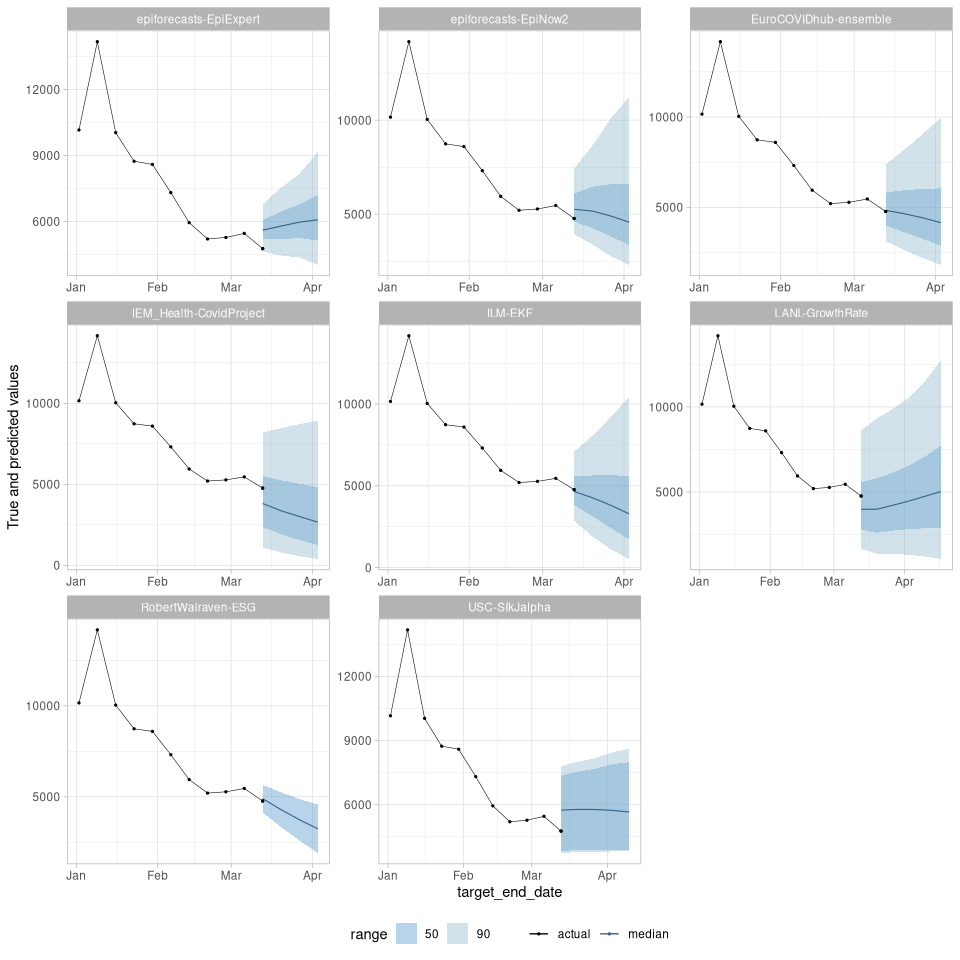 epiforecasts-EpiExpert
epiforecasts-EpiNow2
EuroCOVIDhub-ensemble
12000
9000
6000
10000
5000
10000
5000
Jan Feb Mar Apr
Jan Feb Mar Apr
Jan Feb Mar Apr
IEM_Health-CovidProject
ILM-EKF
LANL-GrowthRate
10000
5000
0
10000
5000
0
10000
5000
Jan Feb Mar Apr
Jan Feb Mar Apr
Jan Feb Mar Apr
RobertWalraven-ESG
USC-SIkJalpha
10000
5000
12000
9000
6000
Jan Feb Mar Apr
Jan Feb Mar Apr
True and predicted values
target_end_date
range 50 90 actual median